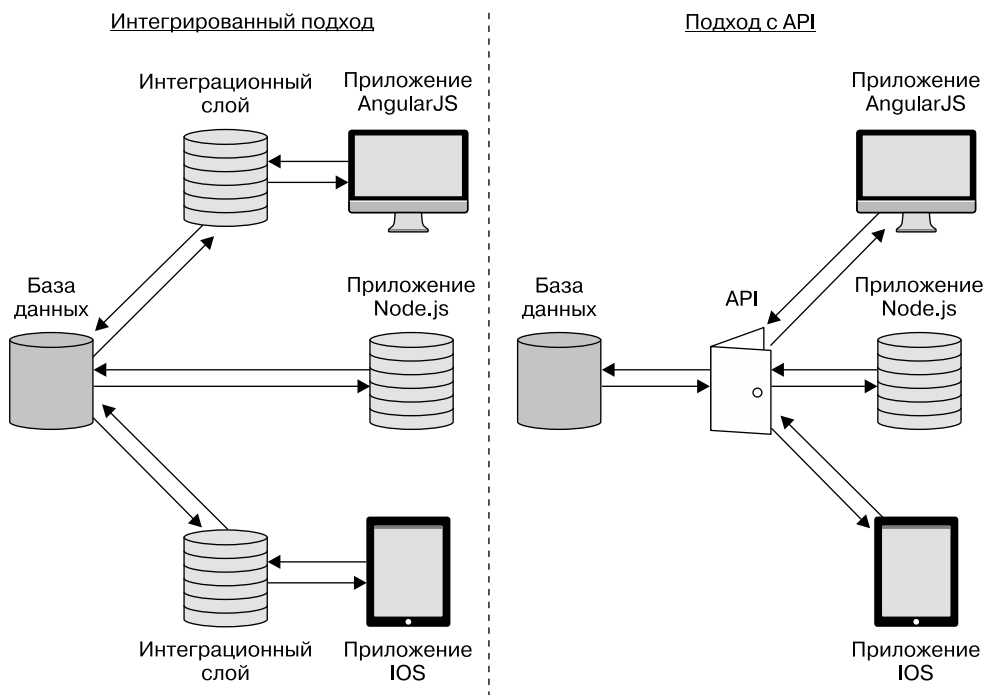 Интегрированный подход
Интеграционный
слой
Приложение
AngularJS
База
данных
Приложение
Node.js
Интеграционный
слой
Приложение
IOS
Подход с API
Приложение
AngularJS
База
данных
API
Приложение
Node.js
Приложение
IOS